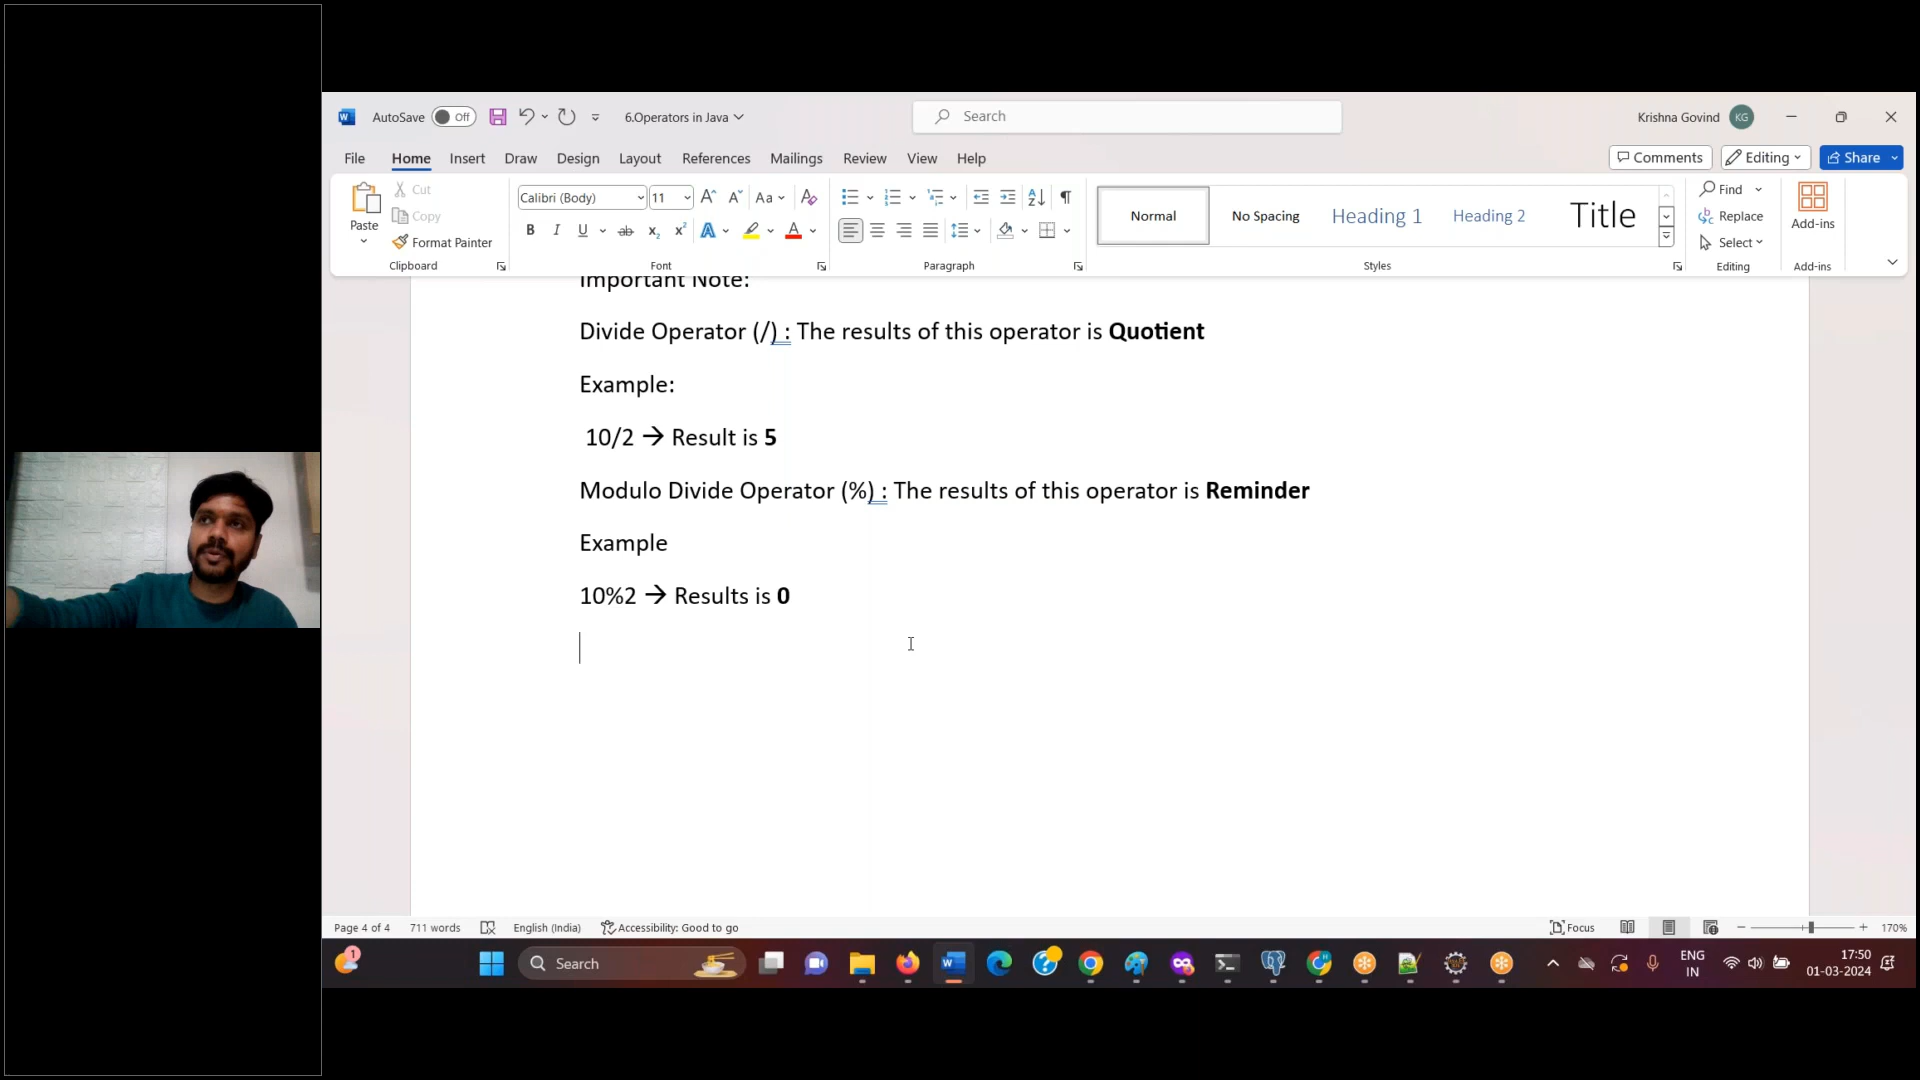 AutoSave Off 6.Operators in Java Search Krishna Govind KG
File Home Insert Draw Design Layout References Mailings Review View Help Comments Editing Share
Paste Cut Copy Format Painter Clipboard
Calibri (Body) 11 Aa Font
Paragraph
Normal No Spacing Heading 1 Heading 2 Title Styles
Find Replace Select Editing
Add-ins Add-ins
Important Note:
Divide Operator (/) : The results of this operator is Quotient
Example:
10/2 → Result is 5
Modulo Divide Operator (%) : The results of this operator is Reminder
Example
10%2 → Results is 0
Page 4 of 4 711 words English (India) Accessibility: Good to go Focus 170%
1 Search ENG IN 17:50 01-03-2024